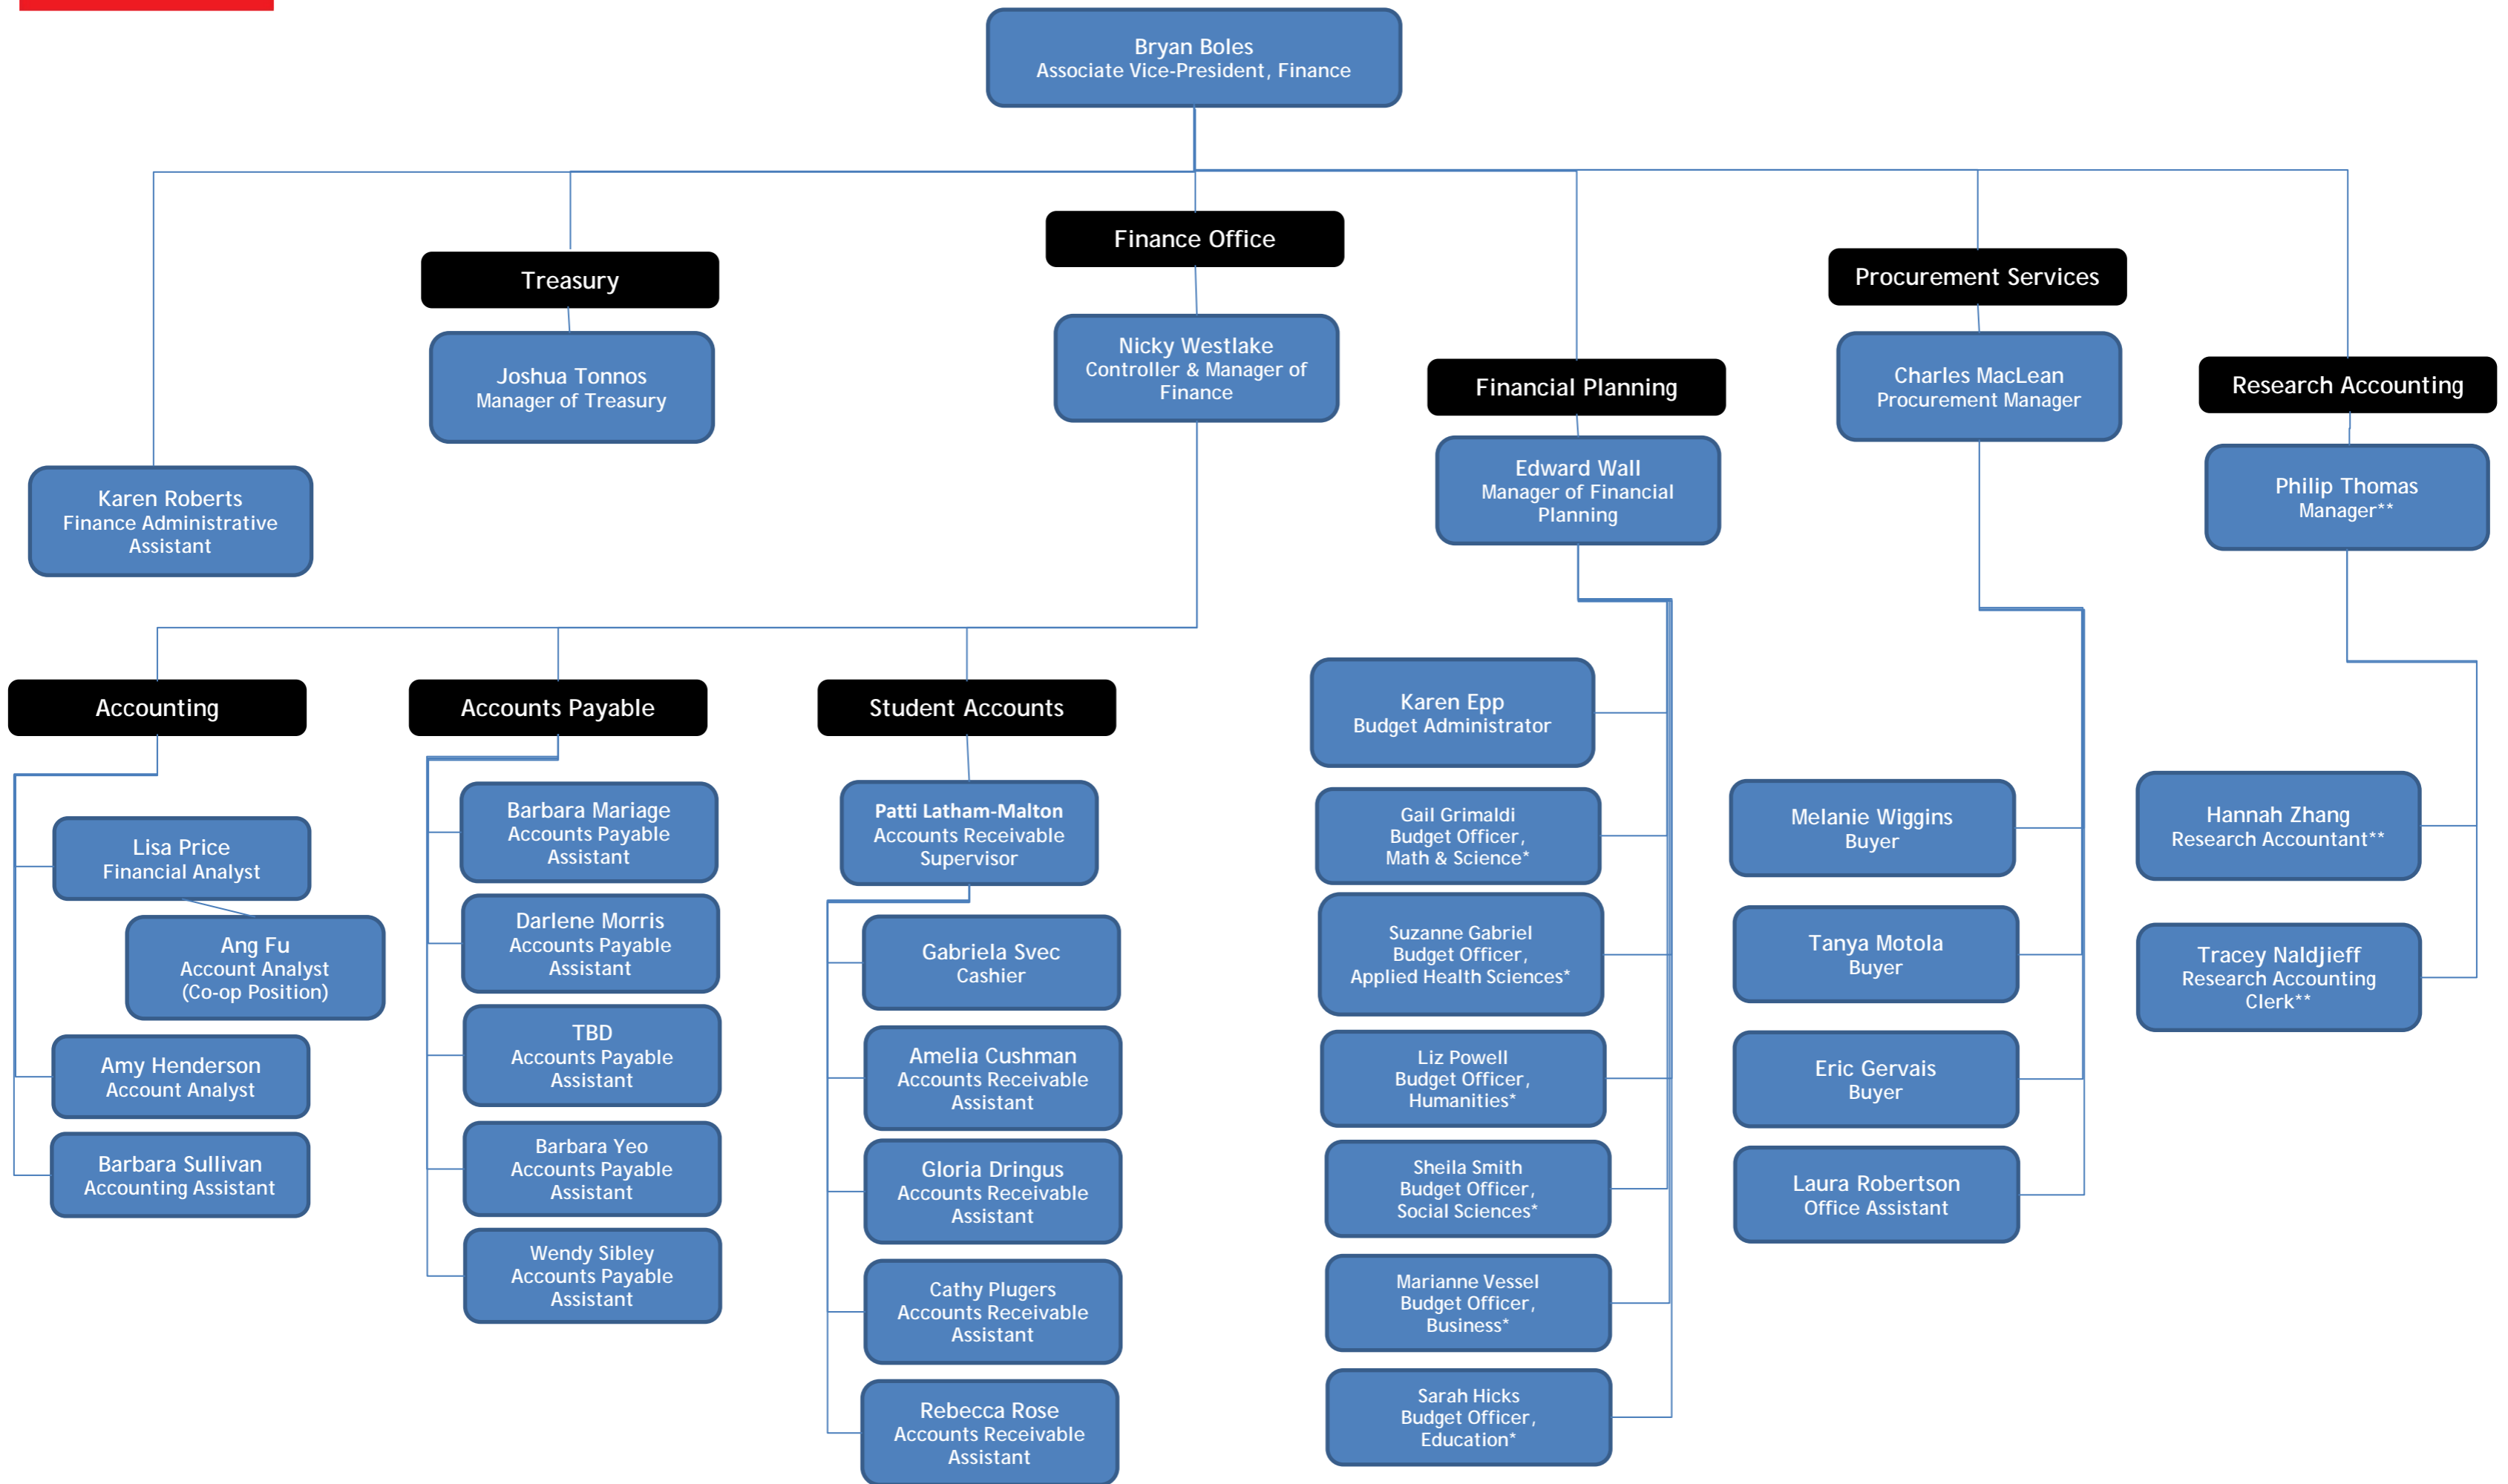 Bryan Boles
Associate Vice-President, Finance
Finance Office
Treasury
Procurement Services
Nicky Westlake
Controller & Manager of
Finance
Joshua Tonnos
Manager of Treasury
Financial Planning
Charles MacLean
Procurement Manager
Research Accounting
Karen Roberts
Finance Administrative
Assistant
Edward Wall
Manager of Financial
Planning
Philip Thomas
Manager**
Accounting
Lisa Price
Financial Analyst
Ang Fu
Account Analyst
(Co-op Position)
Amy Henderson
Account Analyst
Barbara Sullivan
Accounting Assistant
Accounts Payable
Barbara Mariage
Accounts Payable
Assistant
Darlene Morris
Accounts Payable
Assistant
TBD
Accounts Payable
Assistant
Barbara Yeo
Accounts Payable
Assistant
Wendy Sibley
Accounts Payable
Assistant
Student Accounts
Patti Latham-Malton
Accounts Receivable
Supervisor
Gabriela Svec
Cashier
Amelia Cushman
Accounts Receivable
Assistant
Gloria Dringus
Accounts Receivable
Assistant
Cathy Plugers
Accounts Receivable
Assistant
Rebecca Rose
Accounts Receivable
Assistant
Karen Epp
Budget Administrator
Gail Grimaldi
Budget Officer,
Math & Science*
Suzanne Gabriel
Budget Officer,
Applied Health Sciences*
Liz Powell
Budget Officer,
Humanities*
Sheila Smith
Budget Officer,
Social Sciences*
Marianne Vessel
Budget Officer,
Business*
Sarah Hicks
Budget Officer,
Education*
Melanie Wiggins
Buyer
Tanya Motola
Buyer
Eric Gervais
Buyer
Laura Robertson
Office Assistant
Hannah Zhang
Research Accountant**
Tracey Naldjieff
Research Accounting
Clerk**